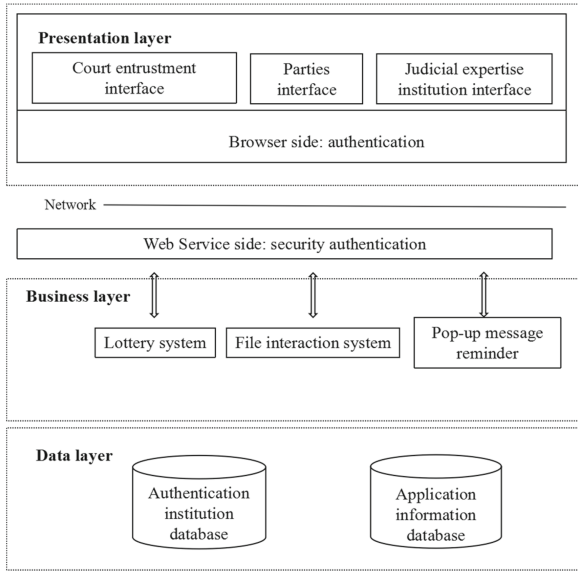 Presentation layer
Court entrustment
interface
Parties
interface
Judicial expertise
institution interface
Browser side: authentication
Network
Web Service side: security authentication
Business layer
Lottery system
File interaction system
Pop-up message
reminder
Data layer
Authentication
institution
database
Application
information
database